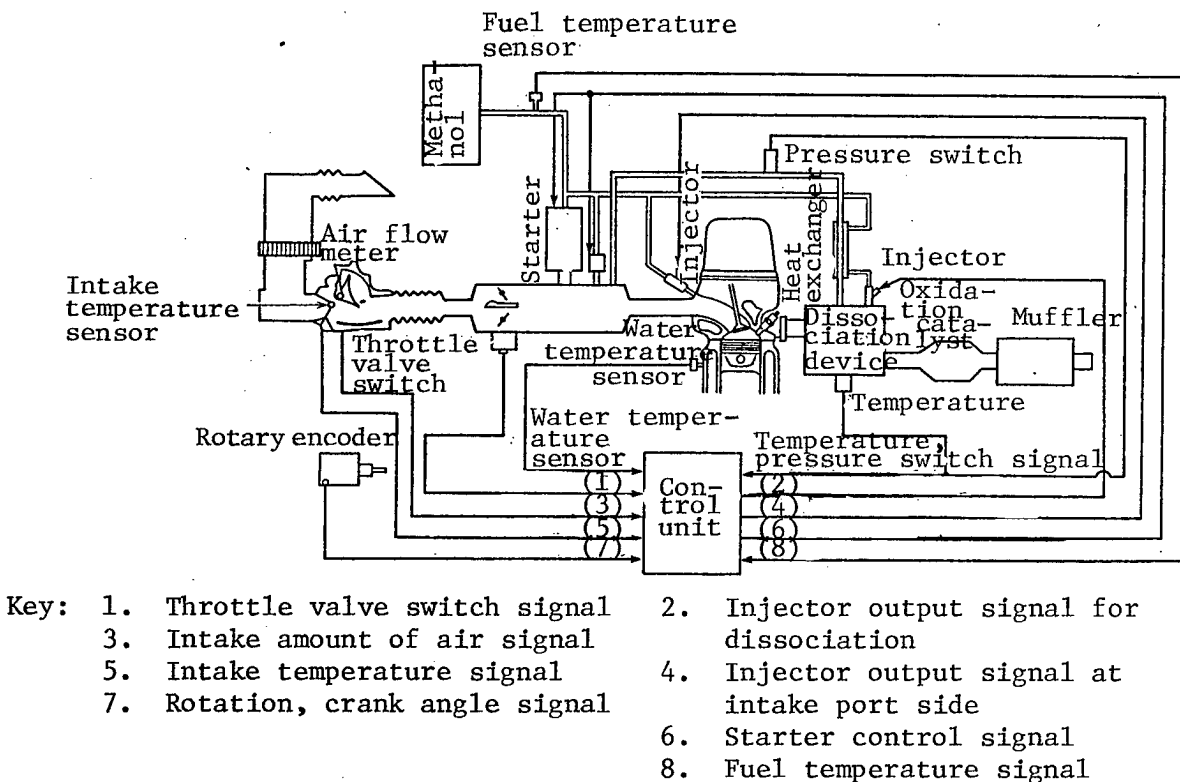 Fuel temperature
sensor
Metha-
nol
Pressure switch
Injector
Starter
Heat
exchanger
Air flow
meter
Injector
Intake
temperature
sensor
Oxida-
tion
cata-
lyst
Muffler
Disso-
ciation
device
Water
temperature
sensor
Throttle
valve
switch
Temperature
Rotary encoder
Water temper-
ature
sensor
Temperature,
pressure switch signal
Con-
trol
unit
(1)
(2)
(3)
(4)
(5)
(6)
(7)
(8)
Key: 1. Throttle valve switch signal
3. Intake amount of air signal
5. Intake temperature signal
7. Rotation, crank angle signal
2. Injector output signal for
dissociation
4. Injector output signal at
intake port side
6. Starter control signal
8. Fuel temperature signal